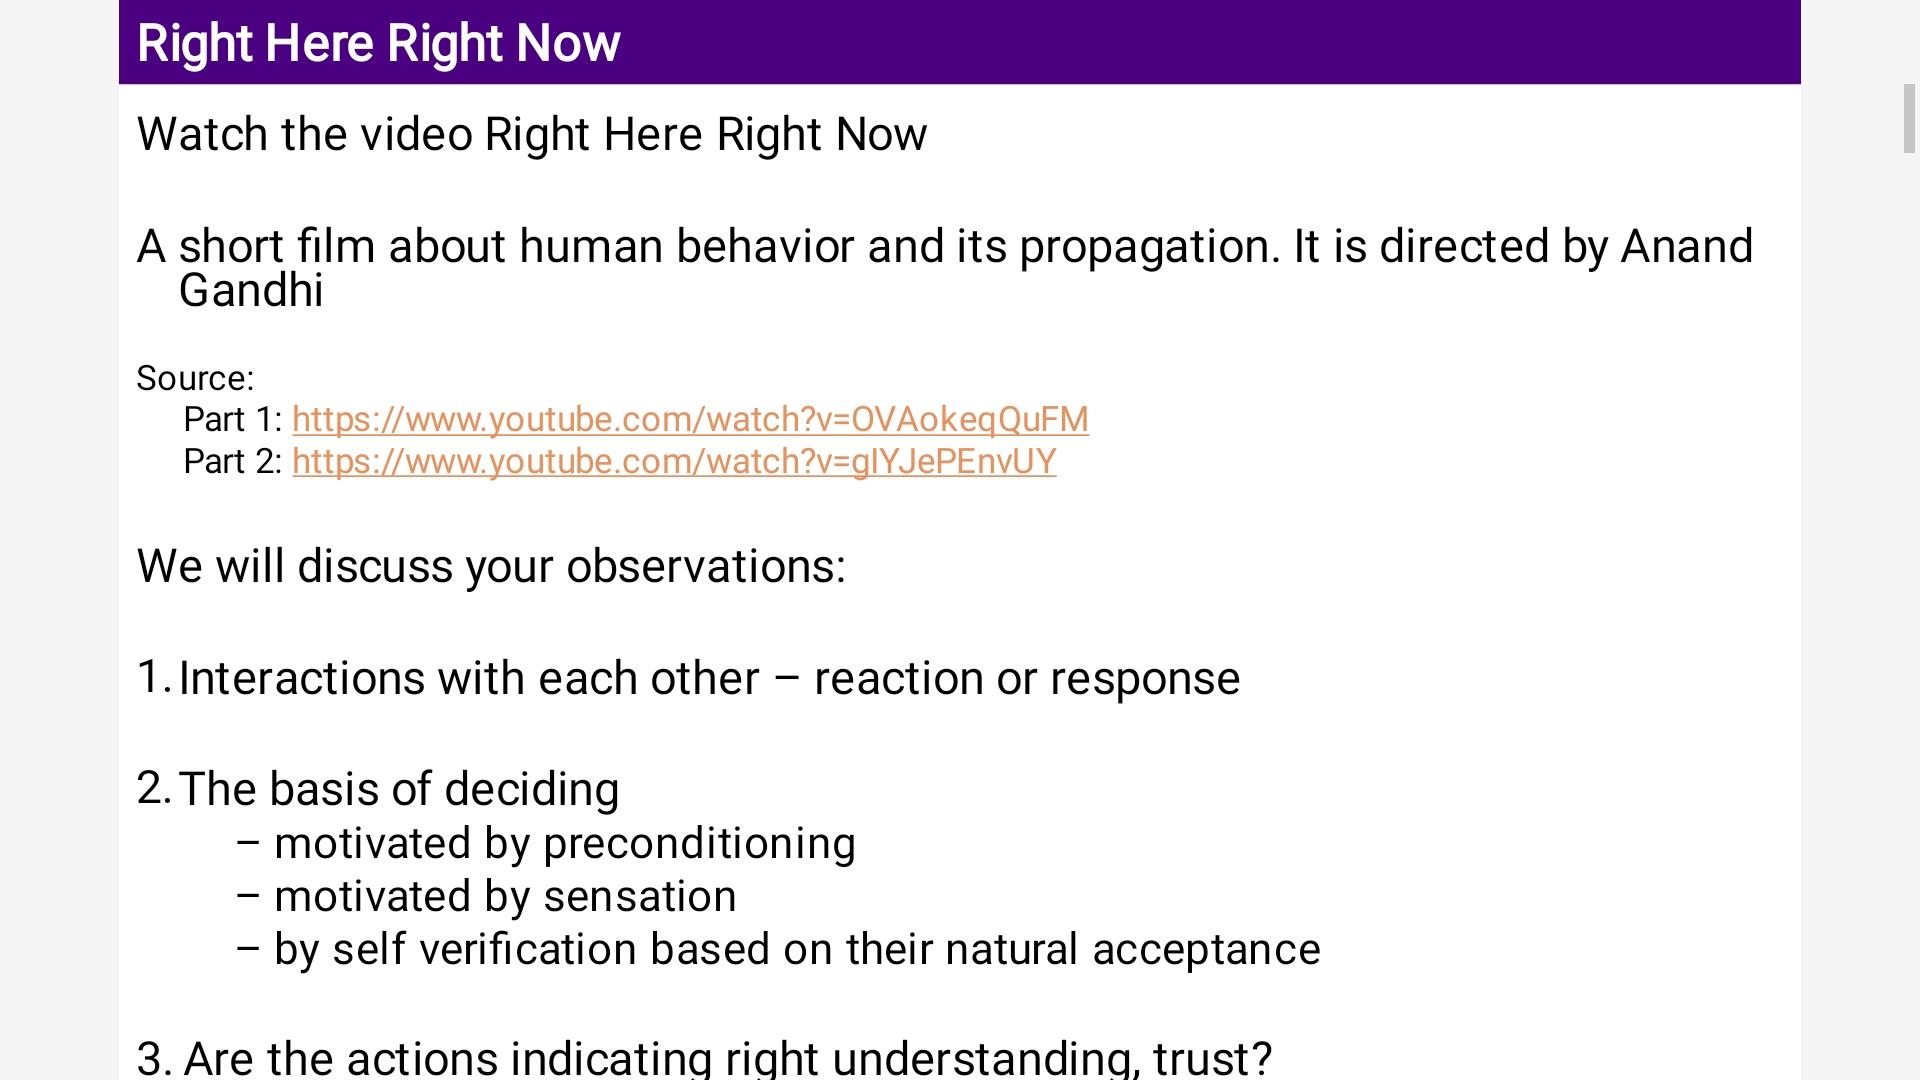 Right Here Right Now
Watch the video Right Here Right Now
A short film about human behavior and its propagation. It is directed by Anand
Gandhi
Source:
Part 1: https://www.youtube.com/watch?v=OVAokeqQuFM
Part 2: https://www.youtube.com/watch?v=gIYJePEnvUY
We will discuss your observations:
1. Interactions with each other – reaction or response
2. The basis of deciding
– motivated by preconditioning
– motivated by sensation
– by self verification based on their natural acceptance
3. Are the actions indicating right understanding, trust?